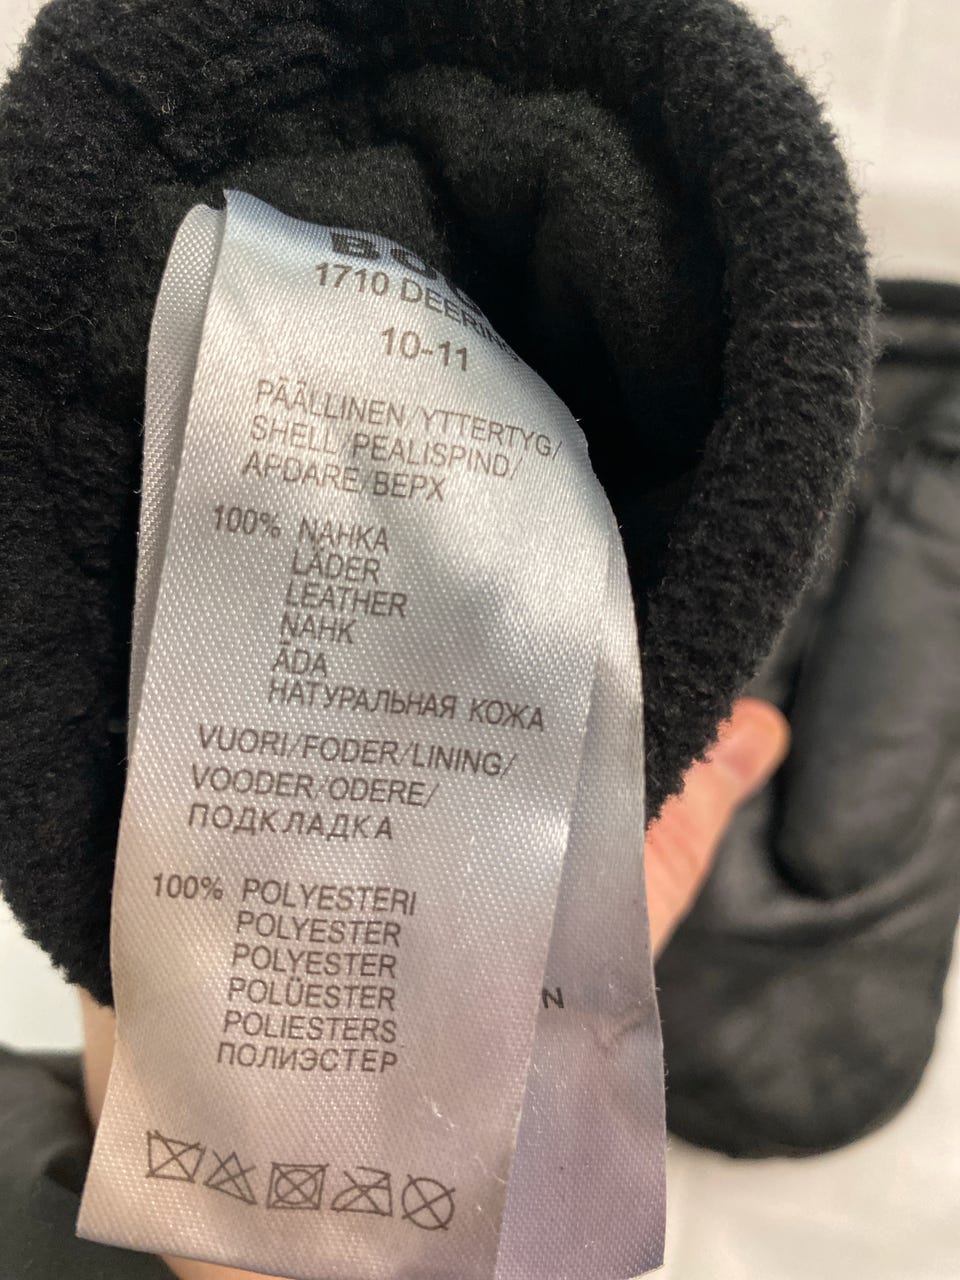 1710 DEERING
10-11
PÄÄLLINEN/YTTERTYG/
SHELL/PEALISPIND/
APDARE/ВЕРХ
100% NAHKA
LÄDER
LEATHER
NAHK
ĀDA
НАТУРАЛЬНАЯ КОЖА
VUORI/FODER/LINING/
VOODER/ODERE/
ПОДКЛАДКА
100% POLYESTERI
POLYESTER
POLYESTER
POLÜESTER
POLIESTERS
ПОЛИЭСТЕР